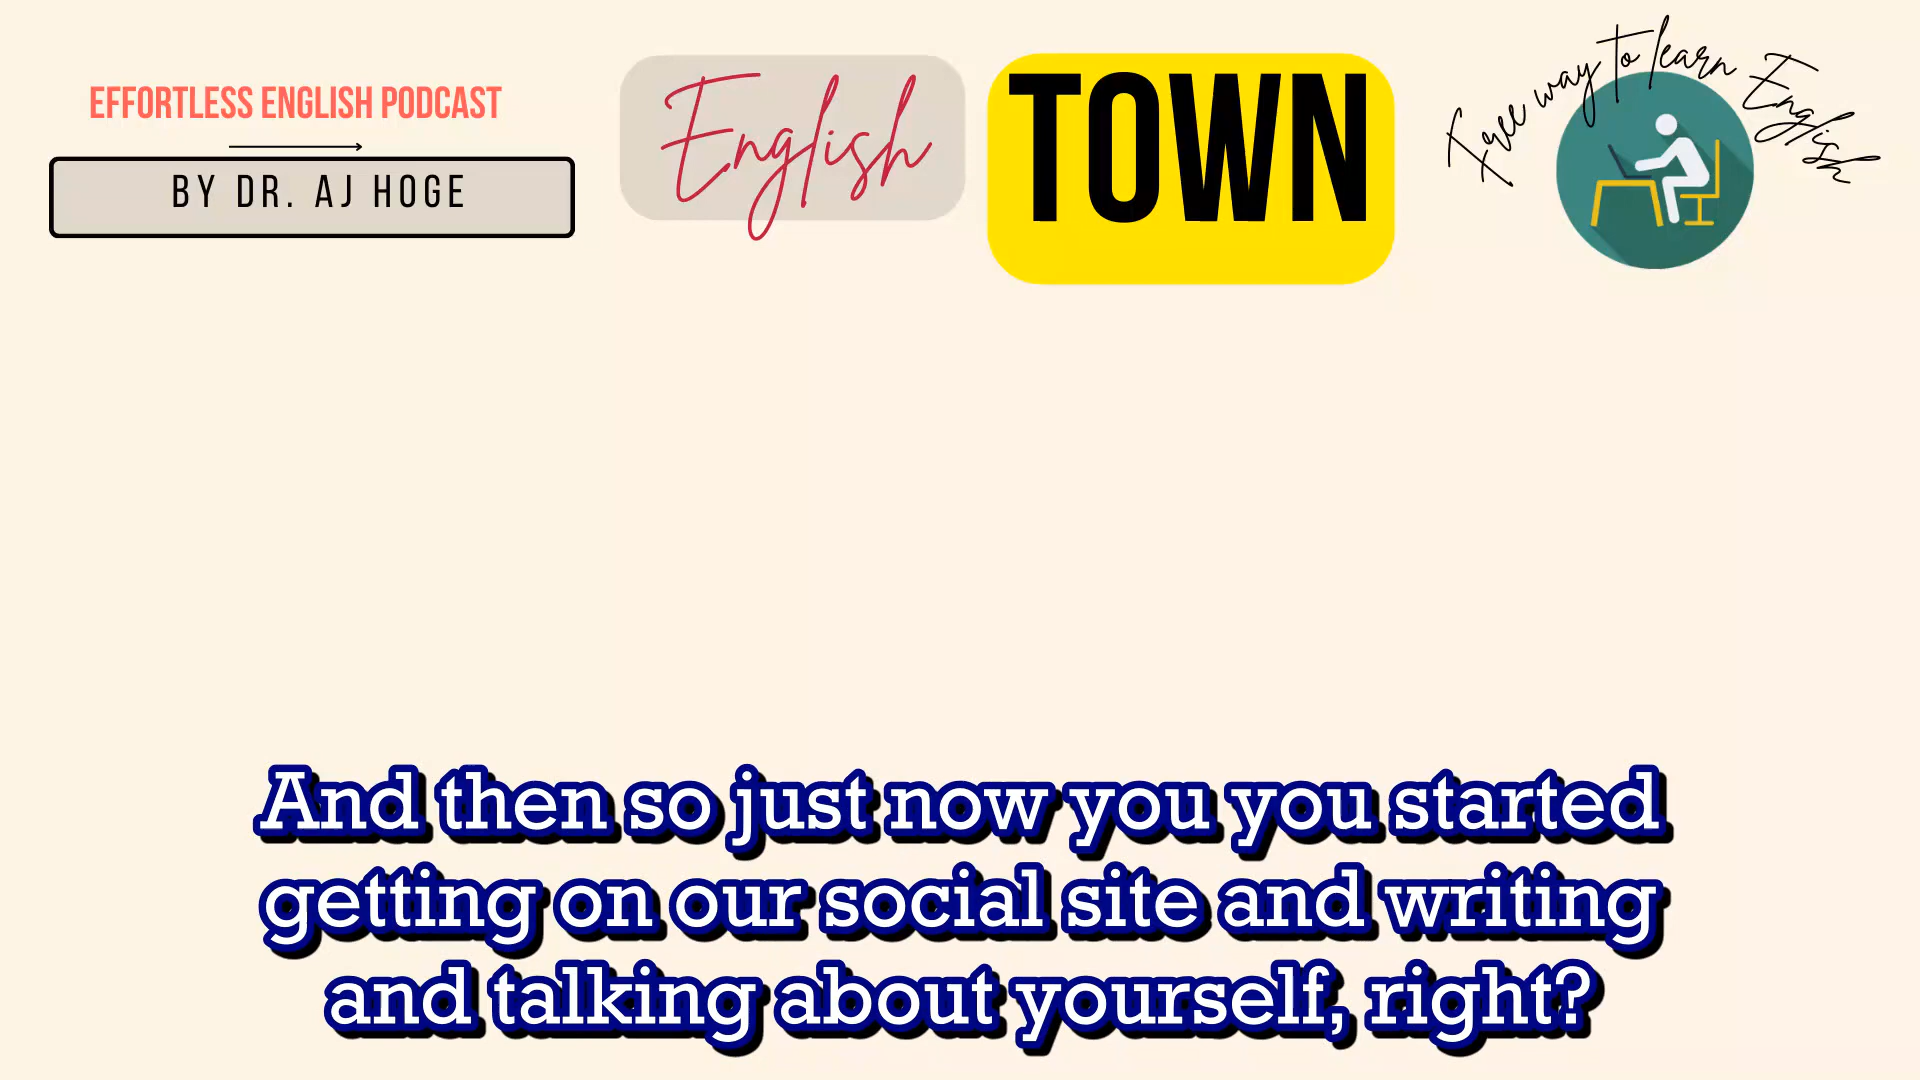 EFFORTLESS ENGLISH PODCAST
BY DR. AJ HOGE
English
TOWN
Free way to learn English
And then so just now you you started
getting on our social site and writing
and talking about yourself, right?